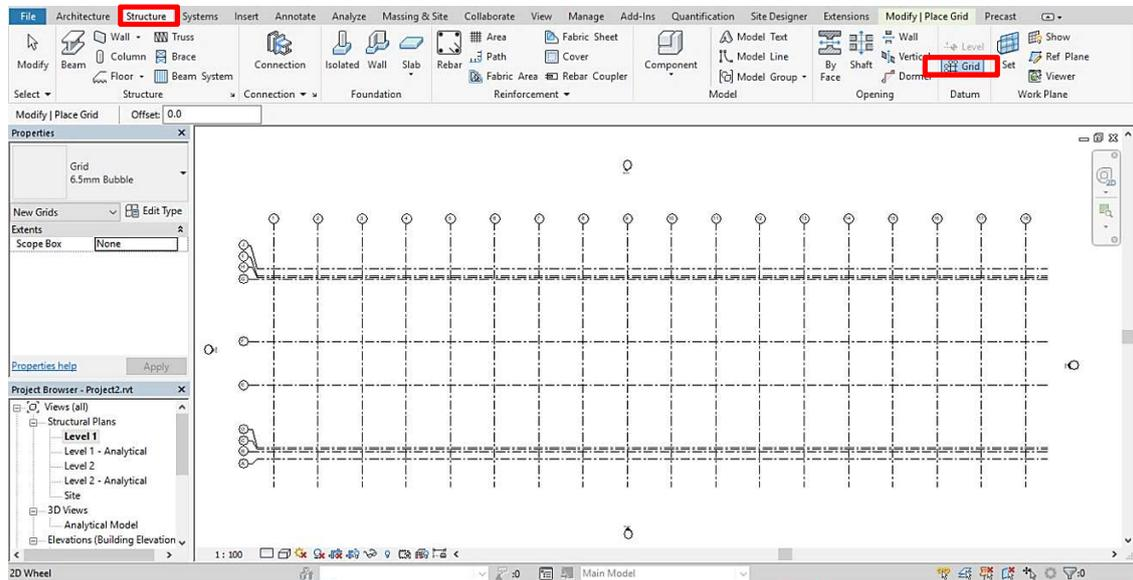 File Architecture Structure Systems Insert Annotate Analyze Massing & Site Collaborate View Manage Add-Ins Quantification Site Designer Extensions Modify | Place Grid Precast
Modify
Beam
Wall
Truss
Column
Brace
Floor
Beam System
Connection
Isolated
Wall
Slab
Rebar
Area
Fabric Sheet
Path
Cover
Fabric Area
Rebar Coupler
Component
Model Text
Model Line
Model Group
By Face
Shaft
Wall
Vertical
Dormer
Level
Grid
Set
Show
Ref Plane
Viewer
Select Structure Connection Foundation Reinforcement Model Opening Datum Work Plane
Modify | Place Grid Offset: 0.0
Properties
Grid
6.5mm Bubble
New Grids Edit Type
Extents
Scope Box None
Properties help Apply
Project Browser - Project2.rvt
Views (all)
Structural Plans
Level 1
Level 1 - Analytical
Level 2
Level 2 - Analytical
Site
3D Views
Analytical Model
Elevations (Building Elevation
1 : 100
2D
2D Wheel :0 Main Model :0